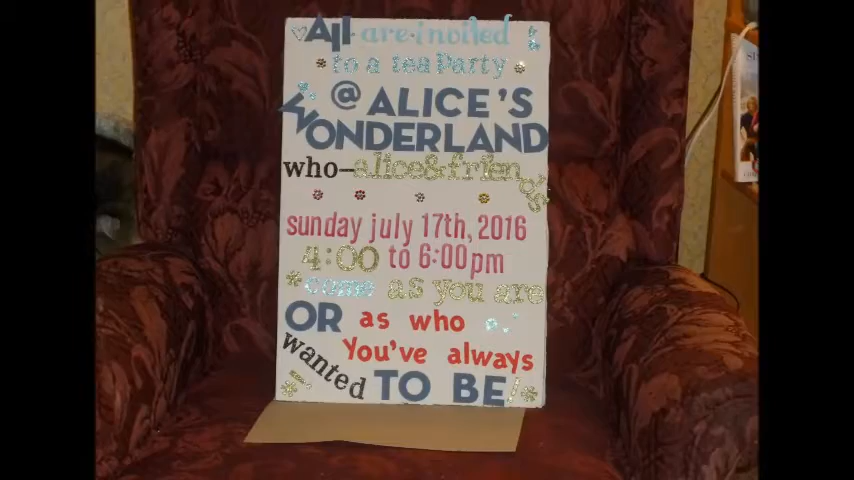 All are invited
to a tea Party
@ ALICE'S
WONDERLAND
who-alice&friends
sunday july 17th, 2016
4:00 to 6:00pm
come as you are
OR as who
You've always
wanted TO BE!